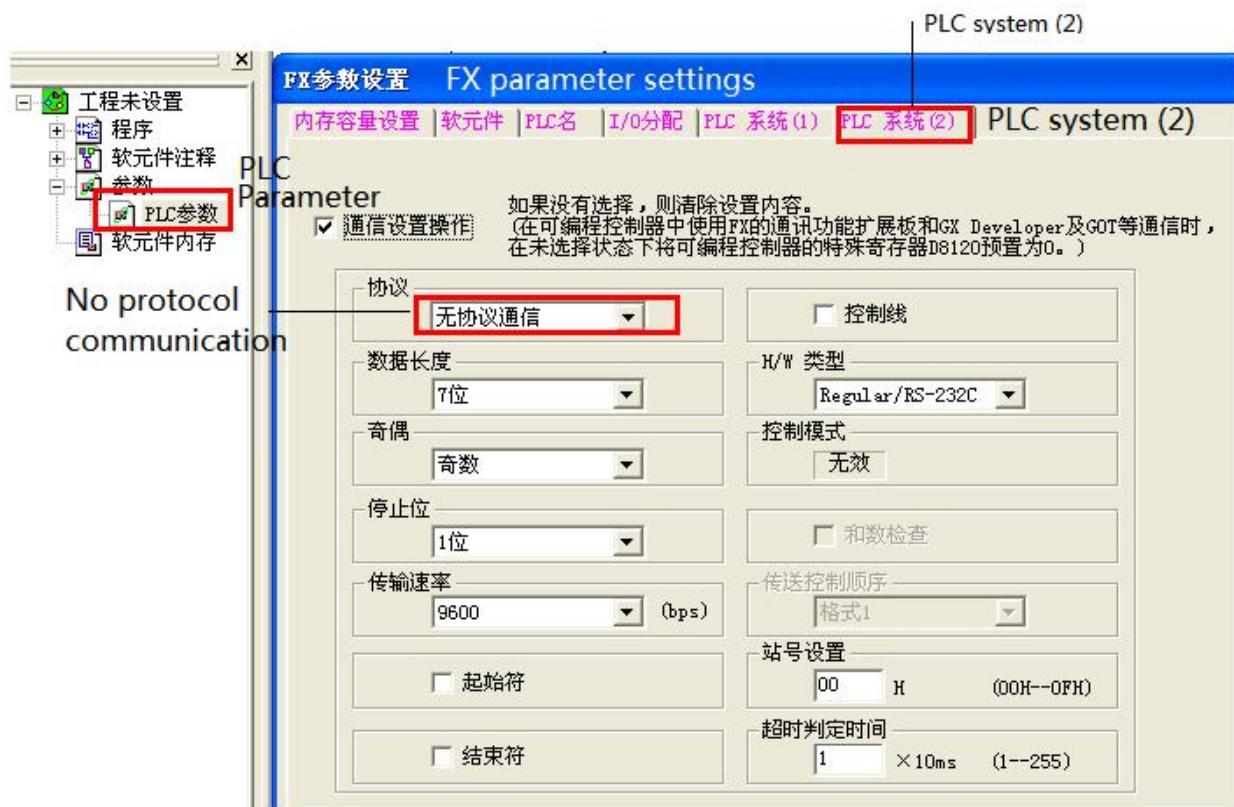 PLC system (2)
工程未设置
程序
软元件注释
参数
PLC参数
软元件内存
PLC
Parameter
No protocol
communication
FX参数设置 FX parameter settings
内存容量设置 软元件 PLC名 I/O分配 PLC 系统(1) PLC 系统(2) PLC system (2)
通信设置操作
如果没有选择，则清除设置内容。
(在可编程控制器中使用FX的通讯功能扩展板和GX Developer及GOT等通信时，
在未选择状态下将可编程控制器的特殊寄存器D8120预置为0。)
协议
无协议通信
控制线
数据长度
7位
H/W 类型
Regular/RS-232C
奇偶
奇数
控制模式
无效
停止位
1位
和数检查
传输速率
9600 (bps)
传送控制顺序
格式1
起始符
站号设置
00 H (00H--0FH)
结束符
超时判定时间
1 ×10ms (1--255)